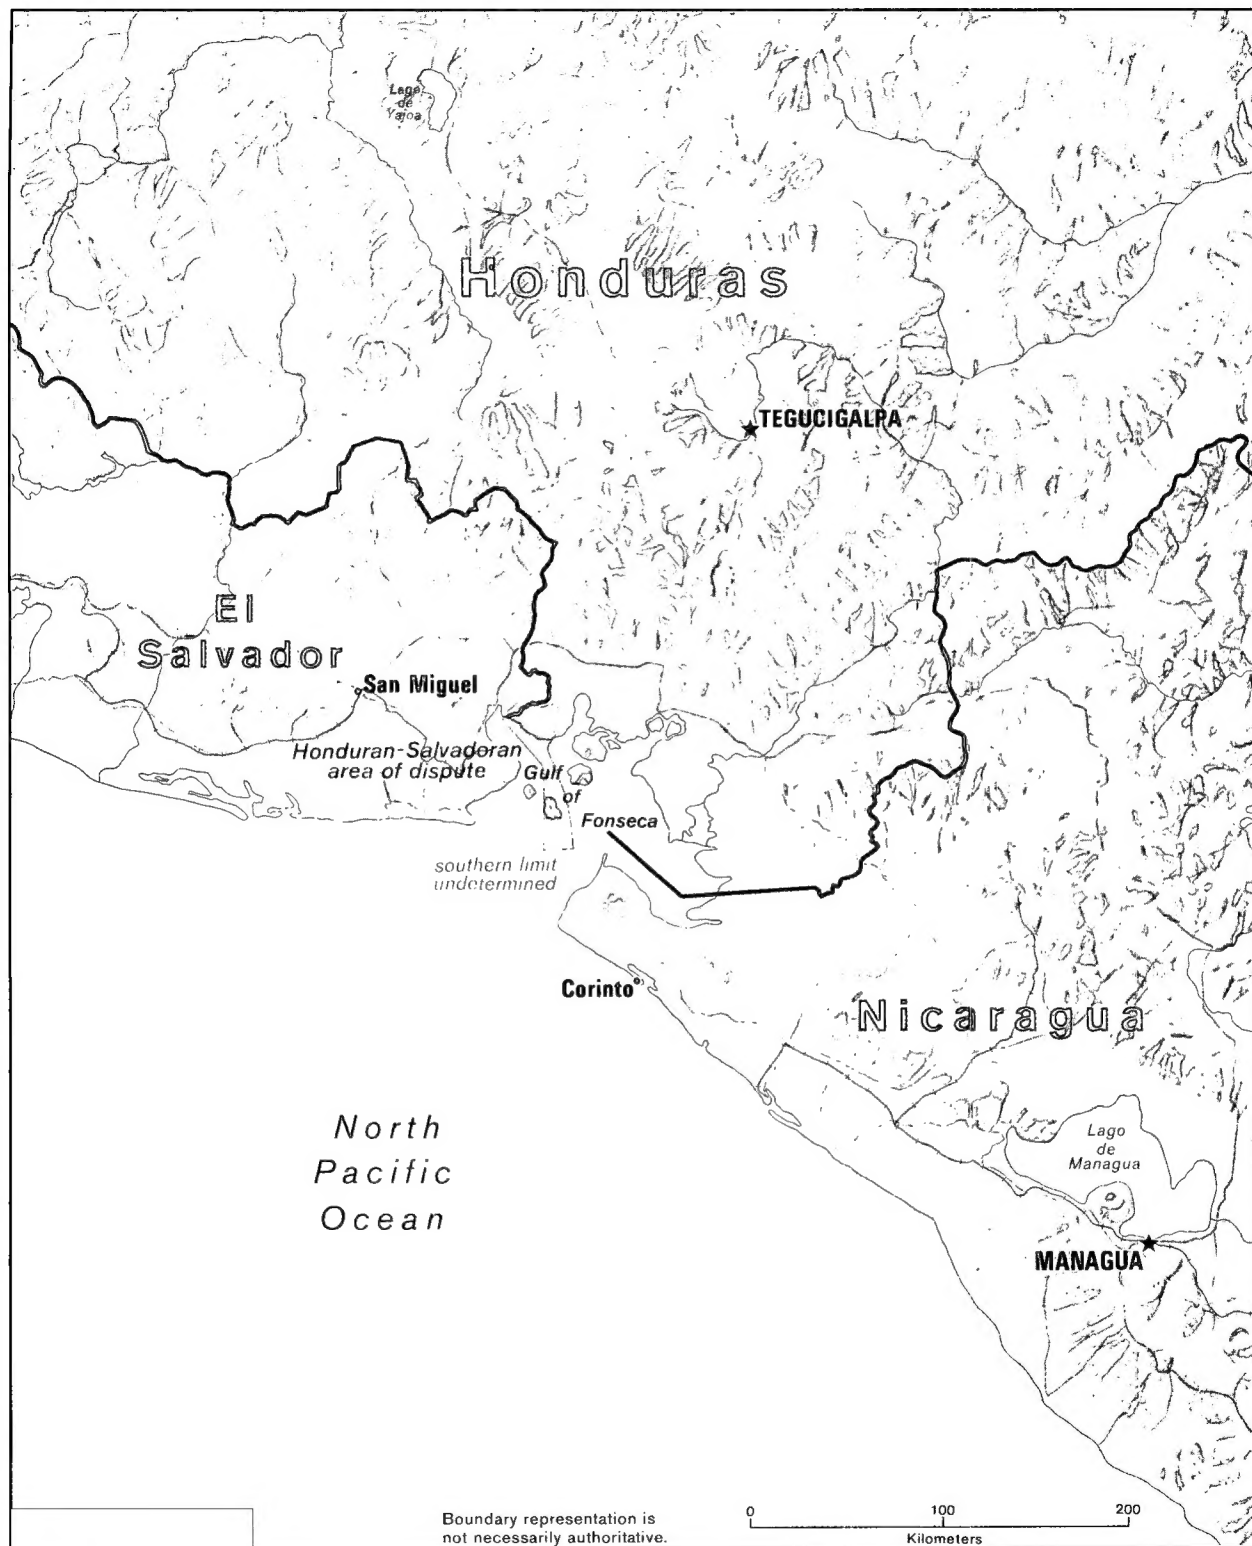 Lago
de
Yajoa
Honduras
TEGUCIGALPA
El
Salvador
San Miguel
Honduran-Salvadoran
area of dispute
Gulf
of
Fonseca
southern limit
undetermined
Corinto
Nicaragua
North
Pacific
Ocean
Lago
de
Managua
MANAGUA
Boundary representation is
not necessarily authoritative.
0 100 200
Kilometers